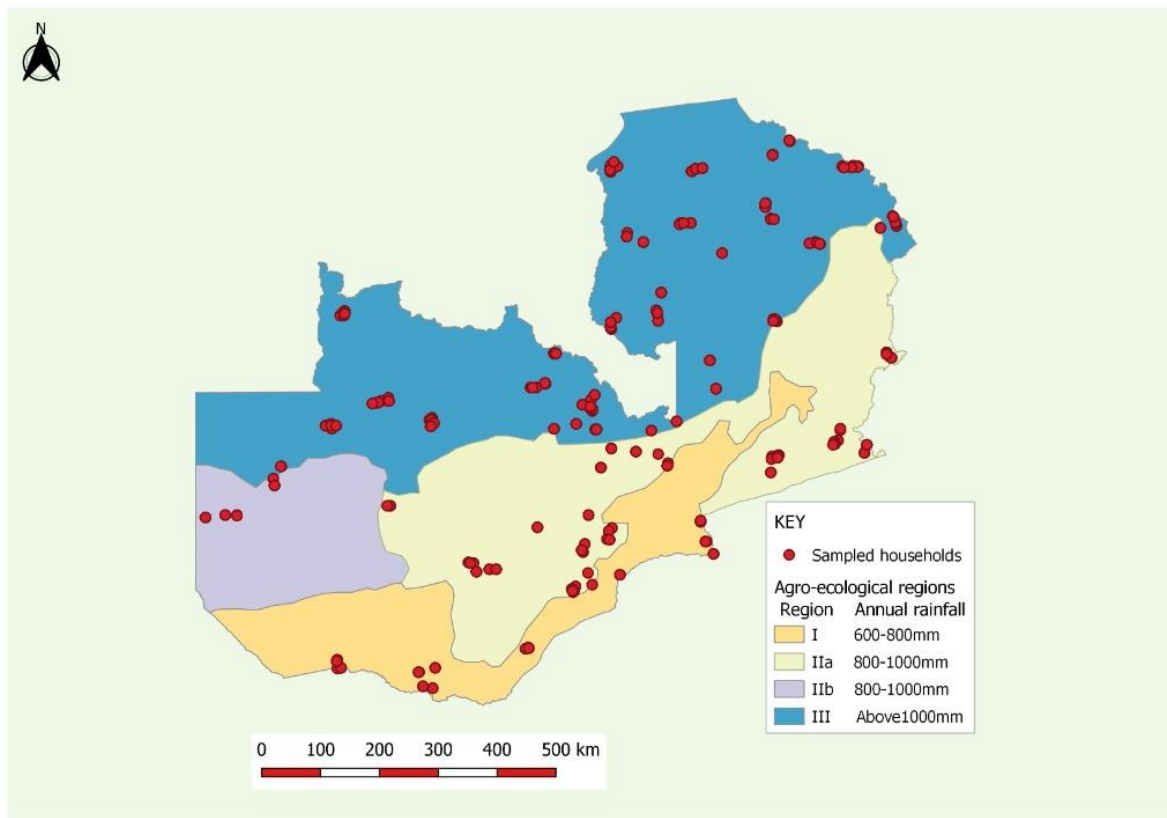 N
KEY
Sampled households
Agro-ecological regions
Region Annual rainfall
I 600-800mm
IIa 800-1000mm
IIb 800-1000mm
III Above1000mm
0 100 200 300 400 500 km